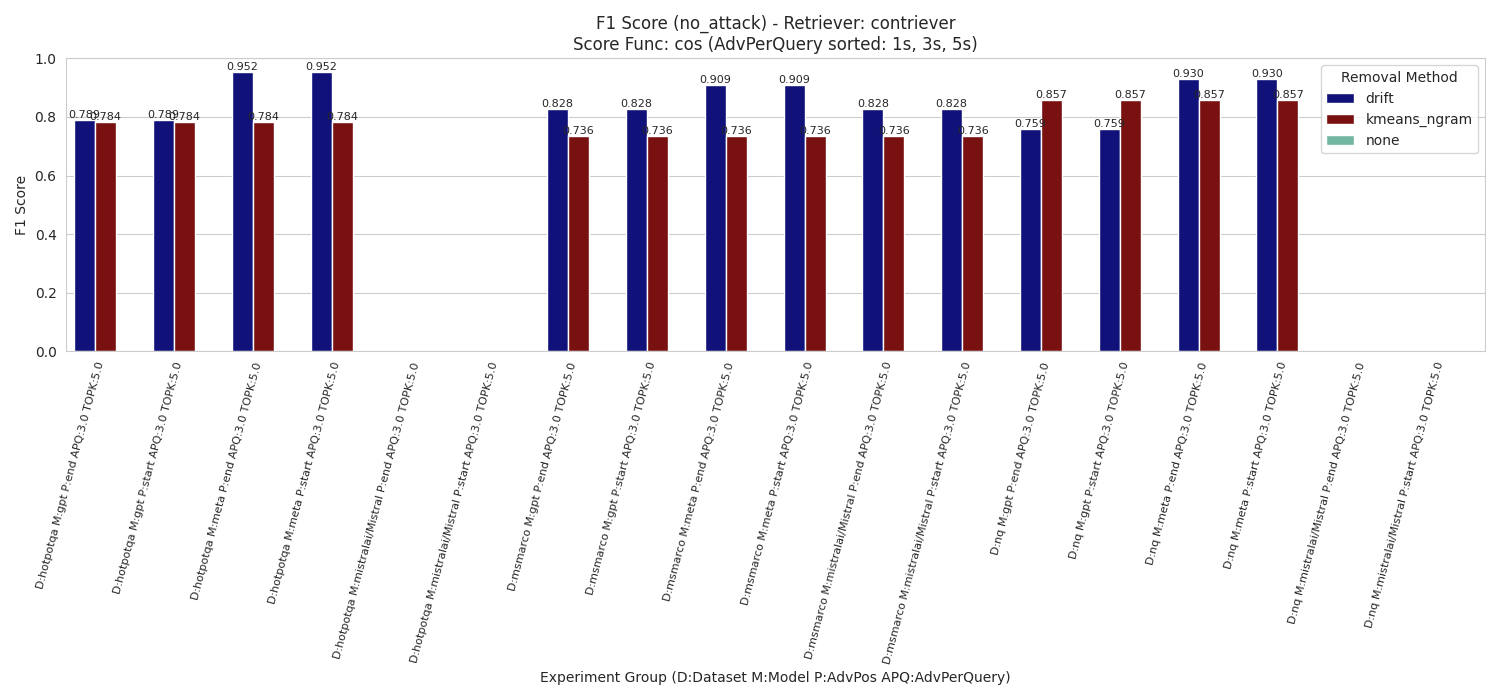 F1 Score (no_attack) - Retriever: contriever
Score Func: cos (AdvPerQuery sorted: 1s, 3s, 5s)
F1 Score
1.0
0.8
0.6
0.4
0.2
0.0
0.789
0.784
0.789
0.784
0.952
0.784
0.952
0.784
0.828
0.736
0.828
0.736
0.909
0.736
0.909
0.736
0.828
0.736
0.828
0.736
0.759
0.857
0.759
0.857
0.930
0.857
0.930
0.857
Removal Method
drift
kmeans_ngram
none
D:hotpotqa M:gpt P:end APQ:3.0 TOPK:5.0
D:hotpotqa M:gpt P:start APQ:3.0 TOPK:5.0
D:hotpotqa M:meta P:end APQ:3.0 TOPK:5.0
D:hotpotqa M:meta P:start APQ:3.0 TOPK:5.0
D:hotpotqa M:mistralai/Mistral P:end APQ:3.0 TOPK:5.0
D:hotpotqa M:mistralai/Mistral P:start APQ:3.0 TOPK:5.0
D:msmarco M:gpt P:end APQ:3.0 TOPK:5.0
D:msmarco M:gpt P:start APQ:3.0 TOPK:5.0
D:msmarco M:meta P:end APQ:3.0 TOPK:5.0
D:msmarco M:meta P:start APQ:3.0 TOPK:5.0
D:msmarco M:mistralai/Mistral P:end APQ:3.0 TOPK:5.0
D:msmarco M:mistralai/Mistral P:start APQ:3.0 TOPK:5.0
D:nq M:gpt P:end APQ:3.0 TOPK:5.0
D:nq M:gpt P:start APQ:3.0 TOPK:5.0
D:nq M:meta P:end APQ:3.0 TOPK:5.0
D:nq M:meta P:start APQ:3.0 TOPK:5.0
D:nq M:mistralai/Mistral P:end APQ:3.0 TOPK:5.0
D:nq M:mistralai/Mistral P:start APQ:3.0 TOPK:5.0
Experiment Group (D:Dataset M:Model P:AdvPos APQ:AdvPerQuery)